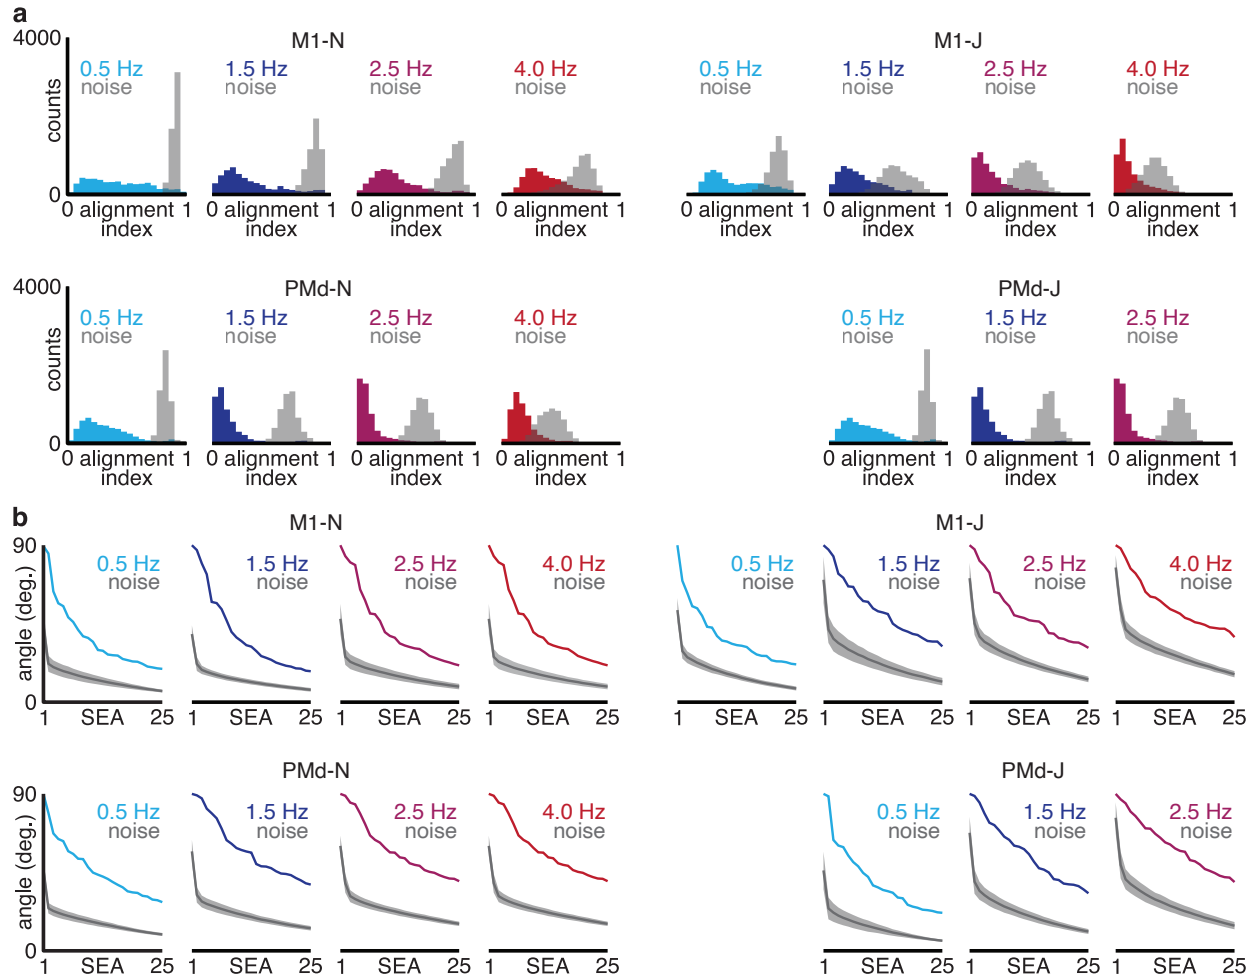 a
M1-N
M1-J
4000
0.5 Hz 1.5 Hz 2.5 Hz 4.0 Hz 0.5 Hz 1.5 Hz 2.5 Hz 4.0 Hz
noise noise noise noise noise noise noise noise
counts
0
0 alignment 1 0 alignment 1 0 alignment 1 0 alignment 1 0 alignment 1 0 alignment 1 0 alignment 1 0 alignment 1
index index index index index index index index
PMd-N
PMd-J
4000
0.5 Hz 1.5 Hz 2.5 Hz 4.0 Hz 0.5 Hz 1.5 Hz 2.5 Hz
noise noise noise noise noise noise noise
counts
0
0 alignment 1 0 alignment 1 0 alignment 1 0 alignment 1 0 alignment 1 0 alignment 1 0 alignment 1
index index index index index index index
b
M1-N
M1-J
90
0.5 Hz 1.5 Hz 2.5 Hz 4.0 Hz 0.5 Hz 1.5 Hz 2.5 Hz 4.0 Hz
noise noise noise noise noise noise noise noise
angle (deg.)
0
1 SEA 25 1 SEA 25 1 SEA 25 1 SEA 25 1 SEA 25 1 SEA 25 1 SEA 25 1 SEA 25
PMd-N
PMd-J
90
0.5 Hz 1.5 Hz 2.5 Hz 4.0 Hz 0.5 Hz 1.5 Hz 2.5 Hz
noise noise noise noise noise noise noise
angle (deg.)
0
1 SEA 25 1 SEA 25 1 SEA 25 1 SEA 25 1 SEA 25 1 SEA 25 1 SEA 25